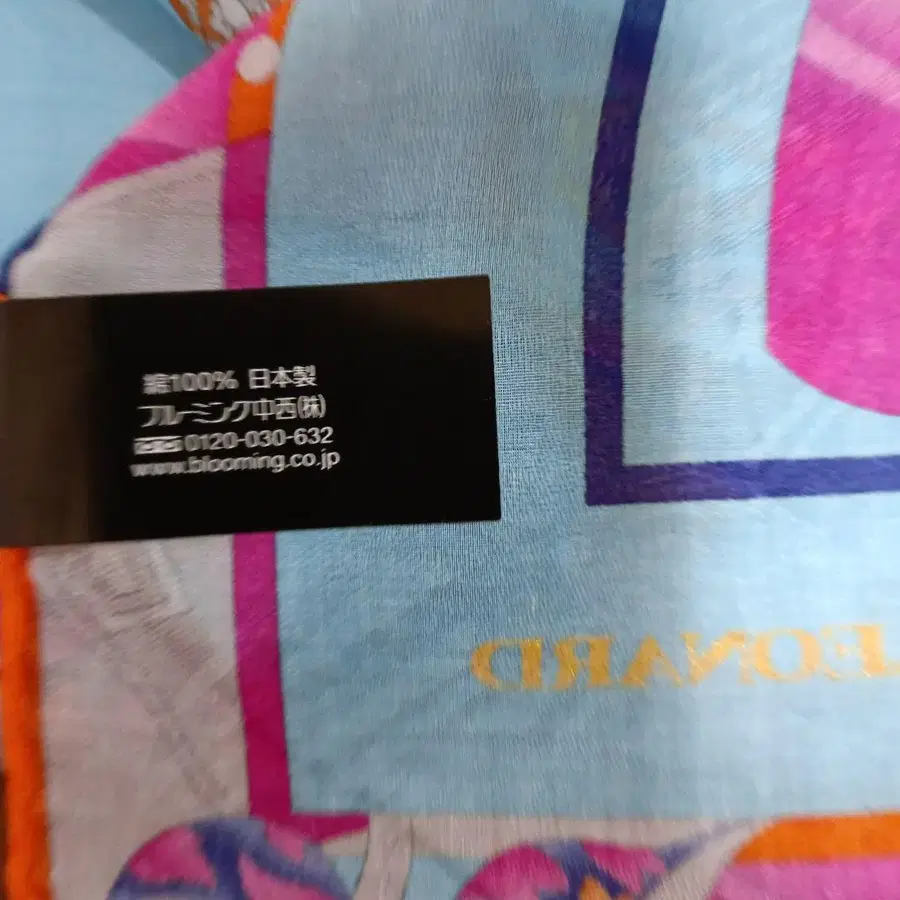 綿100% 日本製
ブルーミング中西(株)
0120-030-632
www.blooming.co.jp
LEONARD